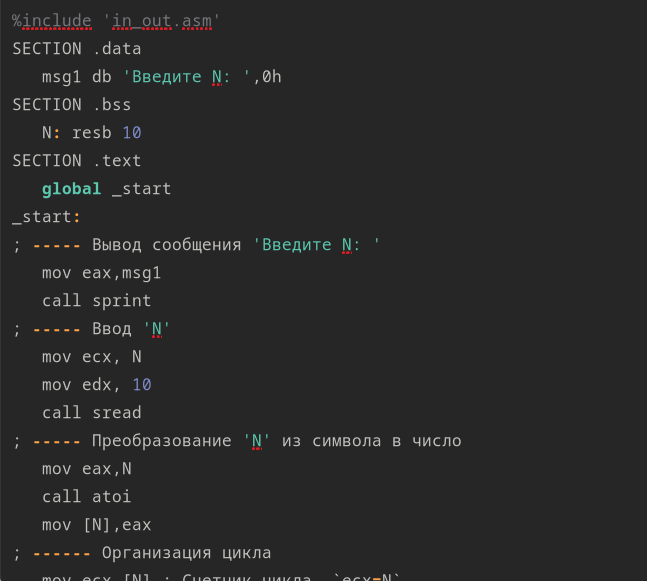 %include 'in_out.asm'
SECTION .data
msg1 db 'Введите N: ',0h
SECTION .bss
N: resb 10
SECTION .text
global _start
_start:
; ----- Вывод сообщения 'Введите N: '
mov eax,msg1
call sprint
; ----- Ввод 'N'
mov ecx, N
mov edx, 10
call sread
; ----- Преобразование 'N' из символа в число
mov eax,N
call atoi
mov [N],eax
; ------ Организация цикла
mov ecx,[N] ; Счетчик цикла, `ecx=N`